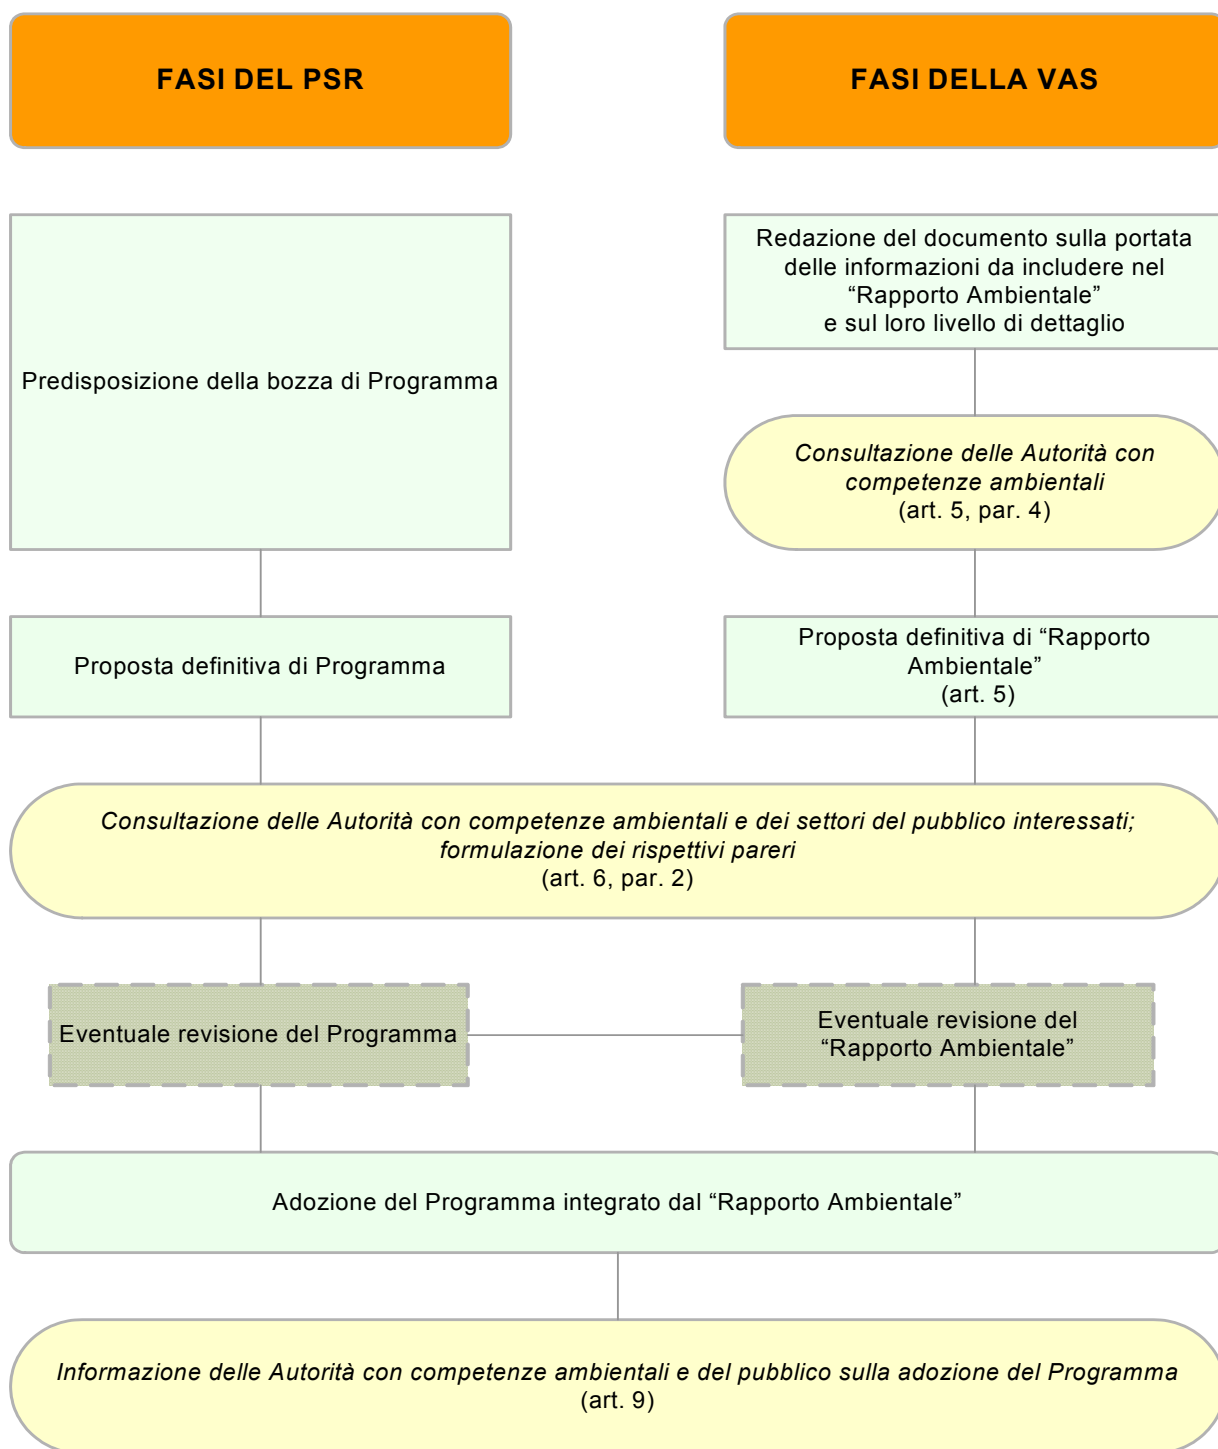 FASI DEL PSR
FASI DELLA VAS
Redazione del documento sulla portata
delle informazioni da includere nel
“Rapporto Ambientale”
e sul loro livello di dettaglio
Predisposizione della bozza di Programma
Consultazione delle Autorità con
competenze ambientali
(art. 5, par. 4)
Proposta definitiva di Programma
Proposta definitiva di “Rapporto
Ambientale”
(art. 5)
Consultazione delle Autorità con competenze ambientali e dei settori del pubblico interessati;
formulazione dei rispettivi pareri
(art. 6, par. 2)
Eventuale revisione del Programma
Eventuale revisione del
“Rapporto Ambientale”
Adozione del Programma integrato dal “Rapporto Ambientale”
Informazione delle Autorità con competenze ambientali e del pubblico sulla adozione del Programma
(art. 9)